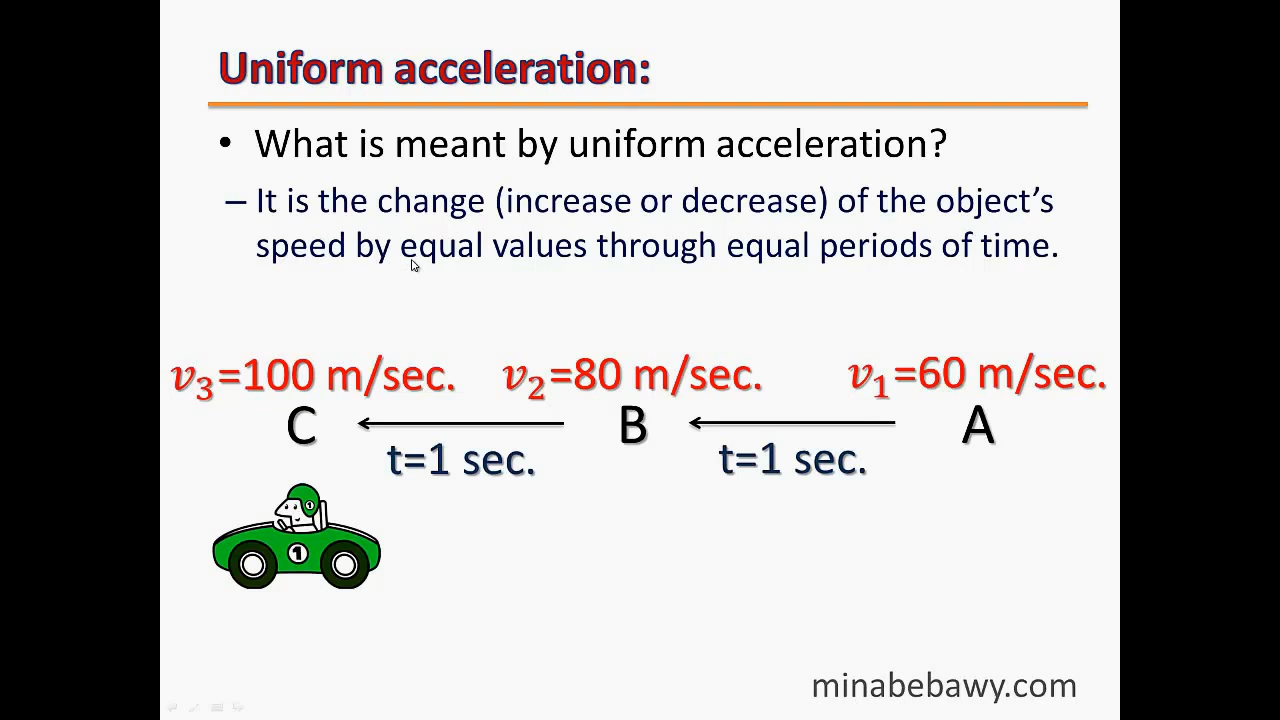 Uniform acceleration:
• What is meant by uniform acceleration?
– It is the change (increase or decrease) of the object's
speed by equal values through equal periods of time.
v₃=100 m/sec. v₂=80 m/sec. v₁=60 m/sec.
C B A
t=1 sec. t=1 sec.
1
1
minabebawy.com